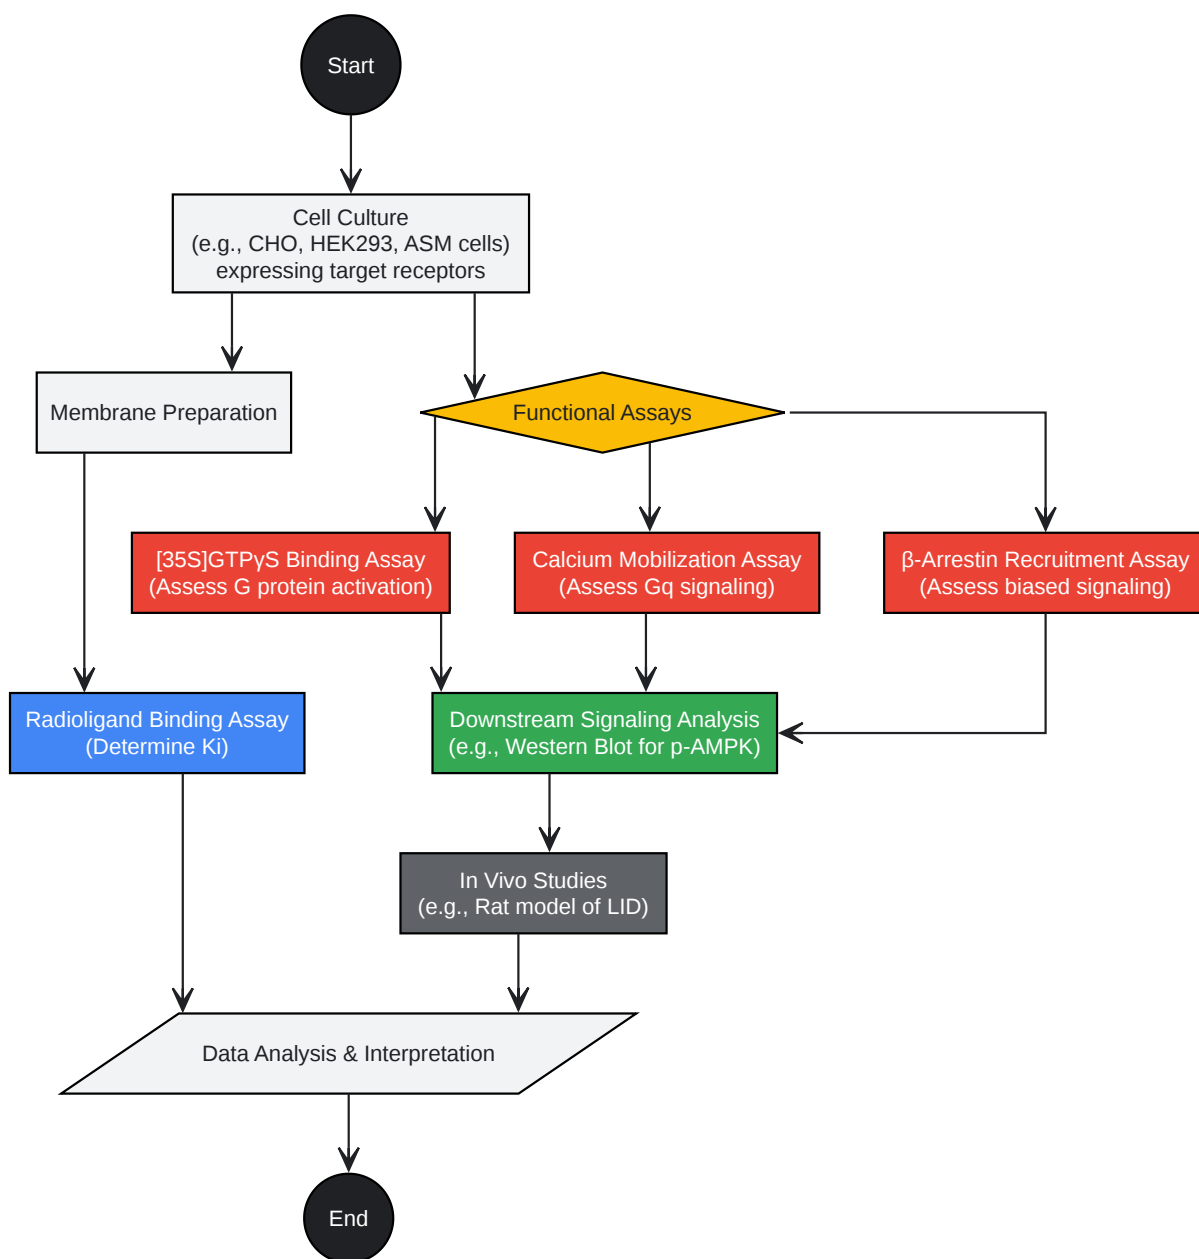 Start
Cell Culture
(e.g., CHO, HEK293, ASM cells)
expressing target receptors
Membrane Preparation
Functional Assays
[35S]GTPγS Binding Assay
(Assess G protein activation)
Calcium Mobilization Assay
(Assess Gq signaling)
β-Arrestin Recruitment Assay
(Assess biased signaling)
Radioligand Binding Assay
(Determine Ki)
Downstream Signaling Analysis
(e.g., Western Blot for p-AMPK)
In Vivo Studies
(e.g., Rat model of LID)
Data Analysis & Interpretation
End